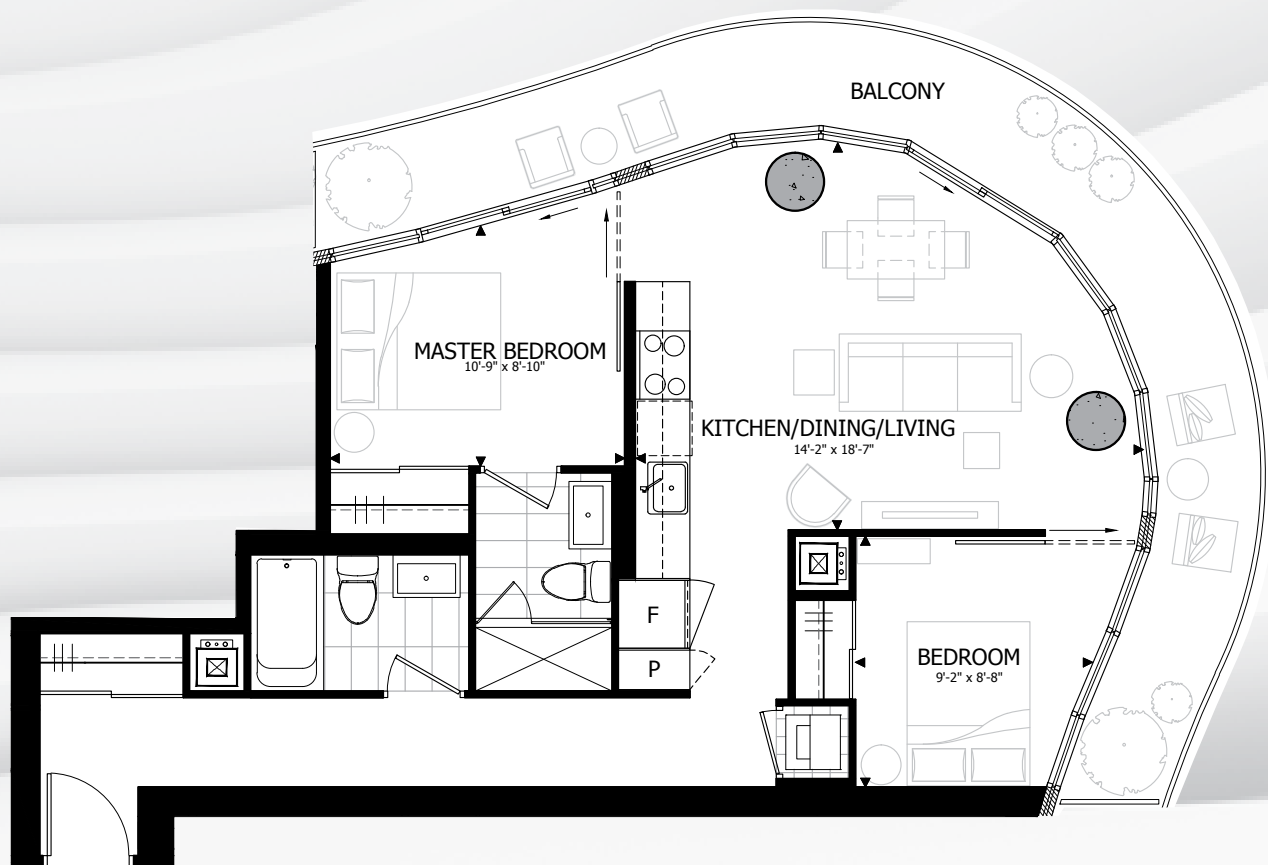 BALCONY
MASTER BEDROOM
10'-9" x 8'-10"
KITCHEN/DINING/LIVING
14'-2" x 18'-7"
F
P
BEDROOM
9'-2" x 8'-8"